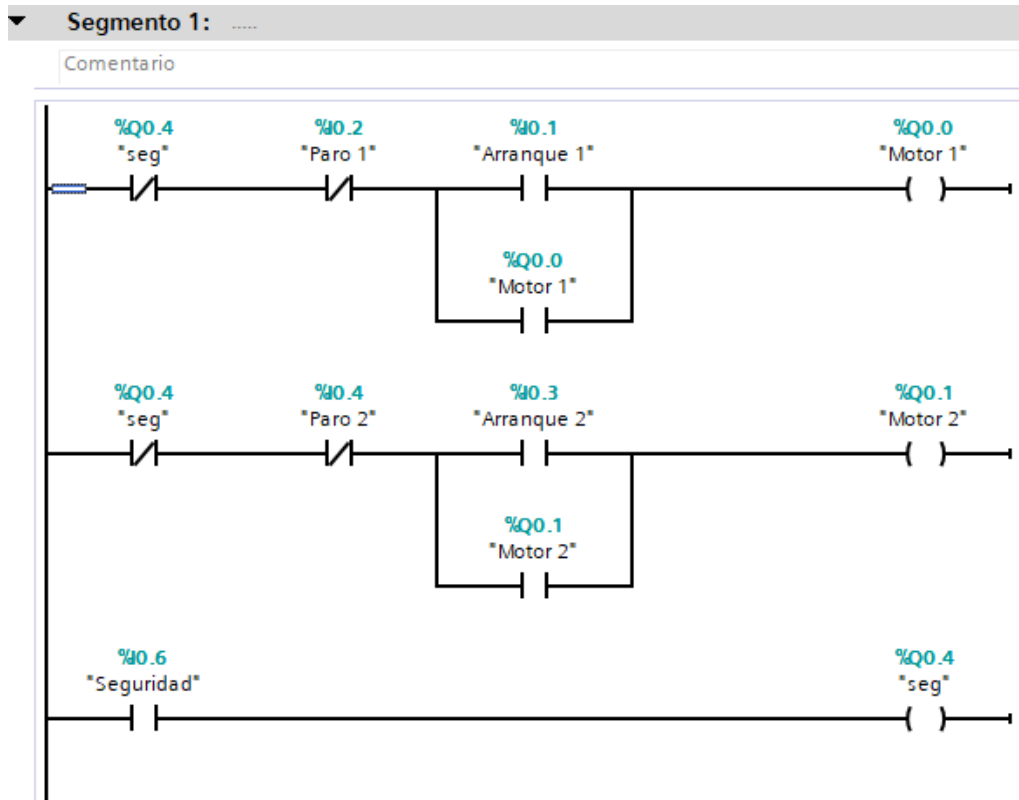 Segmento 1: .....
Comentario
%Q0.4 %I0.2 %I0.1 %Q0.0
"seg" "Paro 1" "Arranque 1" "Motor 1"
%Q0.0
"Motor 1"
%Q0.4 %I0.4 %I0.3 %Q0.1
"seg" "Paro 2" "Arranque 2" "Motor 2"
%Q0.1
"Motor 2"
%I0.6 %Q0.4
"Seguridad" "seg"